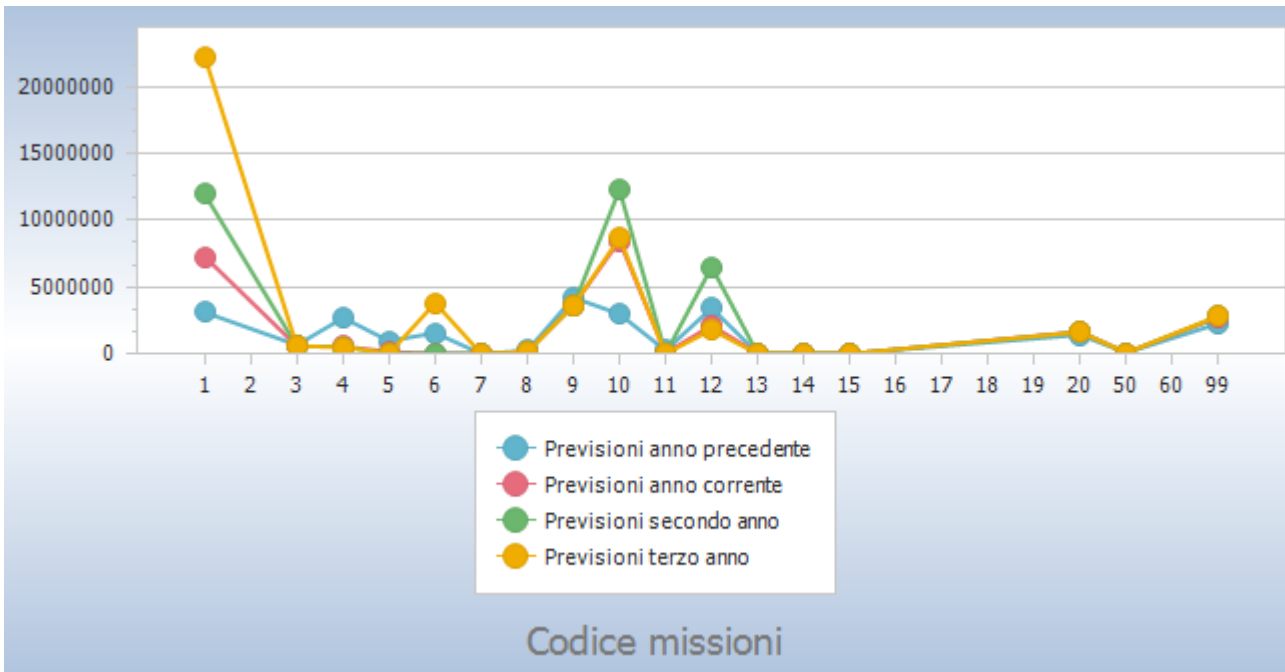 20000000
15000000
10000000
5000000
0
1 2 3 4 5 6 7 8 9 10 11 12 13 14 15 16 17 18 19 20 50 60 99
Previsioni anno precedente
Previsioni anno corrente
Previsioni secondo anno
Previsioni terzo anno
Codice missioni